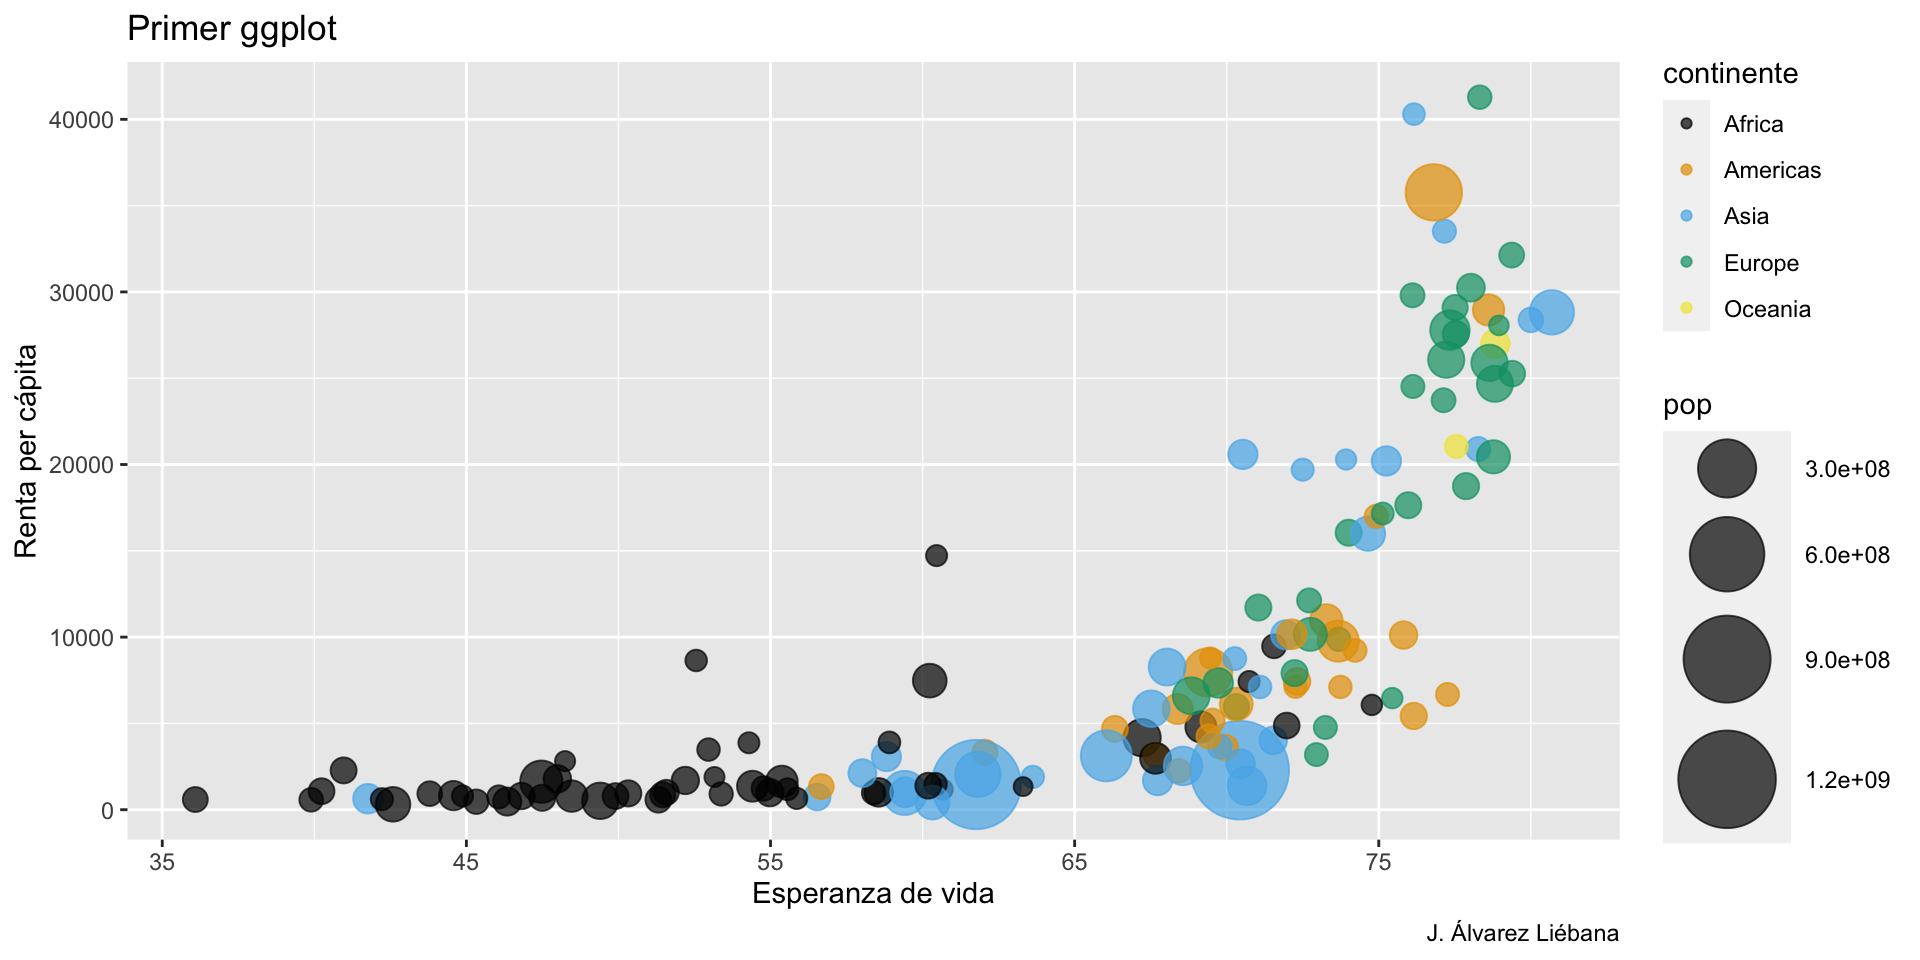 Primer ggplot
Renta per cápita
40000
30000
20000
10000
0
35 45 55 65 75
Esperanza de vida
J. Álvarez Liébana
continente
Africa
Americas
Asia
Europe
Oceania
pop
3.0e+08
6.0e+08
9.0e+08
1.2e+09